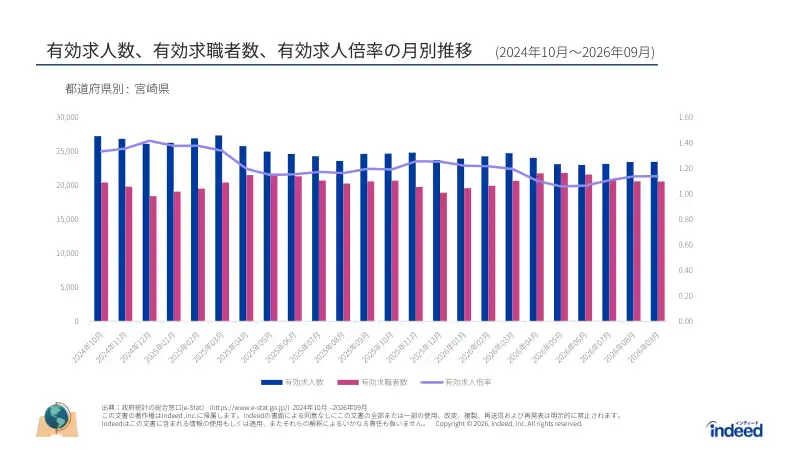 有効求人数、有効求職者数、有効求人倍率の月別推移 (2024年10月～2026年09月)
都道府県別 : 宮崎県
30,000
25,000
20,000
15,000
10,000
5,000
0
1.60
1.40
1.20
1.00
0.80
0.60
0.40
0.20
0.00
2024年10月
2024年11月
2024年12月
2025年01月
2025年02月
2025年03月
2025年04月
2025年05月
2025年06月
2025年07月
2025年08月
2025年09月
2025年10月
2025年11月
2025年12月
2026年01月
2026年02月
2026年03月
2026年04月
2026年05月
2026年06月
2026年07月
2026年08月
2026年09月
有効求人数 有効求職者数 有効求人倍率
出典：政府統計の総合窓口(e-Stat) (https://www.e-stat.go.jp/) 2024年10月 –2026年09月
この文書の著作権はIndeed ,inc.に帰属します。Indeedの書面による同意なしにこの文書の全部または一部の使用、改変、複製、再送信および再発表は明示的に禁止されます。
Indeedはこの文書に含まれる情報の使用もしくは適用、またそれらの解釈によるいかなる責任も負いません。 Copyright © 2026, Indeed, Inc. All rights reserved.
インディード
indeed